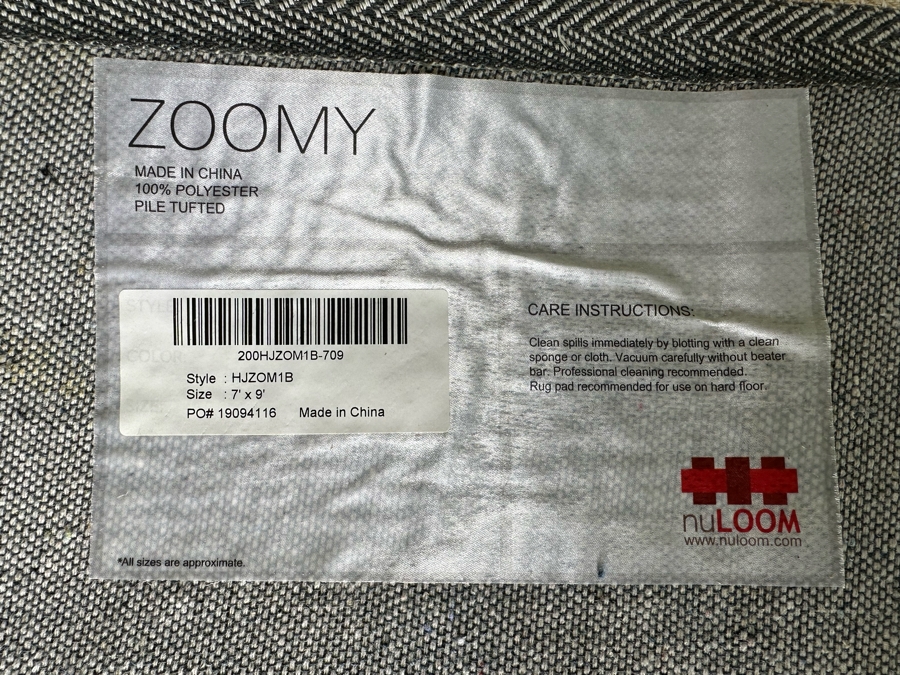 ZOOMY
MADE IN CHINA
100% POLYESTER
PILE TUFTED
STYLE
COLOR
200HJZOM1B-709
Style : HJZOM1B
Size : 7' x 9'
PO# 19094116 Made in China
CARE INSTRUCTIONS:
Clean spills immediately by blotting with a clean
sponge or cloth. Vacuum carefully without beater
bar. Professional cleaning recommended.
Rug pad recommended for use on hard floor.
nuLOOM
www.nuloom.com
*All sizes are approximate.